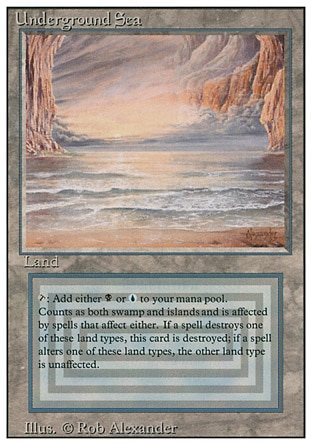 Underground Sea
Alexander
Land
: Add either or to your mana pool.
Counts as both swamp and islands and is affected
by spells that affect either. If a spell destroys one
of these land types, this card is destroyed; if a spell
alters one of these land types, the other land type
is unaffected.
Illus. © Rob Alexander